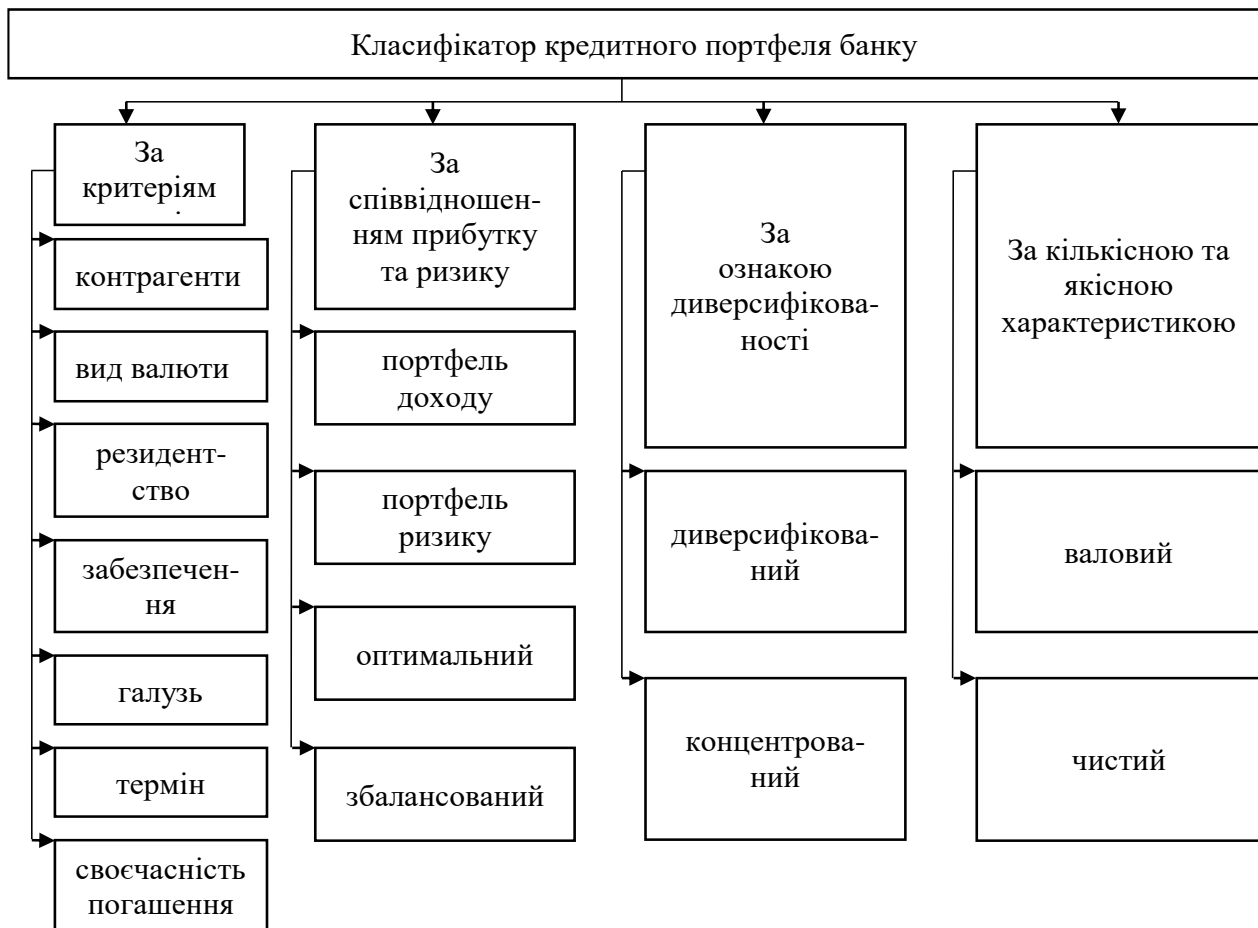 Класифікатор кредитного портфеля банку
За
критеріям
контрагенти
вид валюти
резидент-
ство
забезпечен-
ня
галузь
термін
своєчасність
погашення
За
співвідношен-
ням прибутку
та ризику
портфель
доходу
портфель
ризику
оптимальний
збалансований
За
ознакою
диверсифікова-
ності
диверсифікова-
ний
концентрова-
ний
За кількісною та
якісною
характеристикою
валовий
чистий